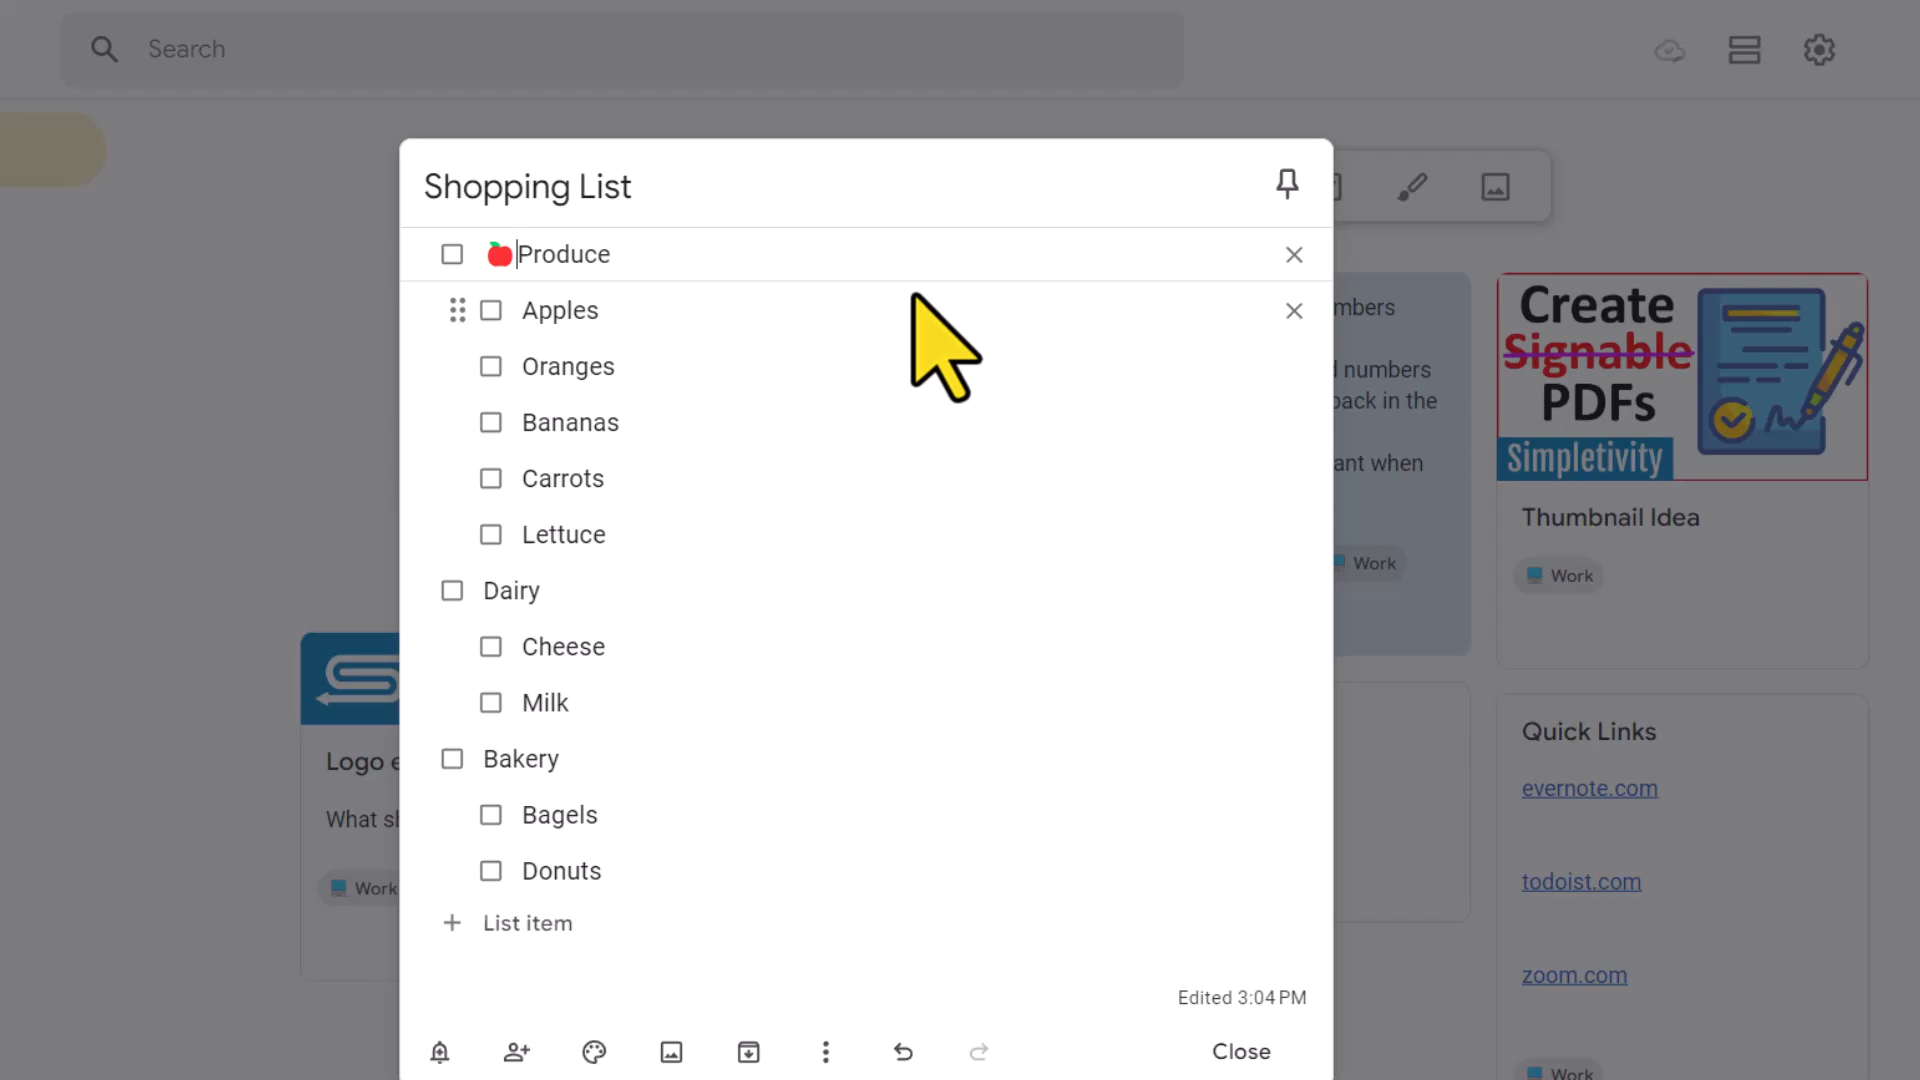 Search
Shopping List
Produce
Apples
Oranges
Bananas
Carrots
Lettuce
Dairy
Cheese
Milk
Bakery
Bagels
Donuts
List item
Edited 3:04 PM
Close
numbers
back in the
when
Work
Create
Signable
PDFs
Simpletivity
Thumbnail Idea
Work
Logo
What
Work
Quick Links
evernote.com
todoist.com
zoom.com
Work